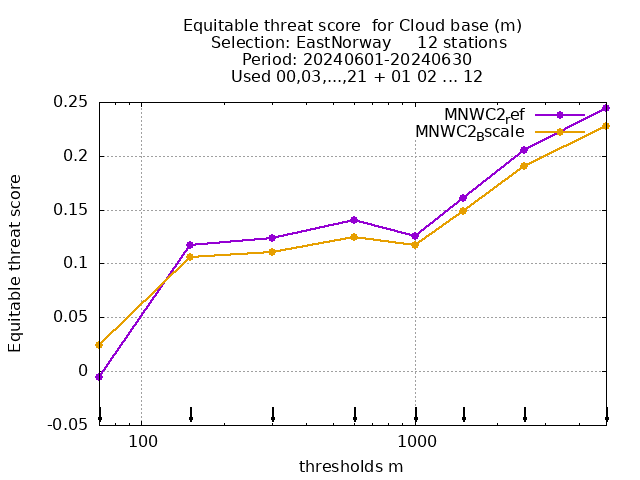 Equitable threat score  for Cloud base (m)
Selection: EastNorway     12 stations
Period: 20240601-20240630
Used 00,03,...,21 + 01 02 ... 12
MNWC2ref
MNWC2Bscale
Equitable threat score
0.25
0.2
0.15
0.1
0.05
0
-0.05
100
1000
thresholds m